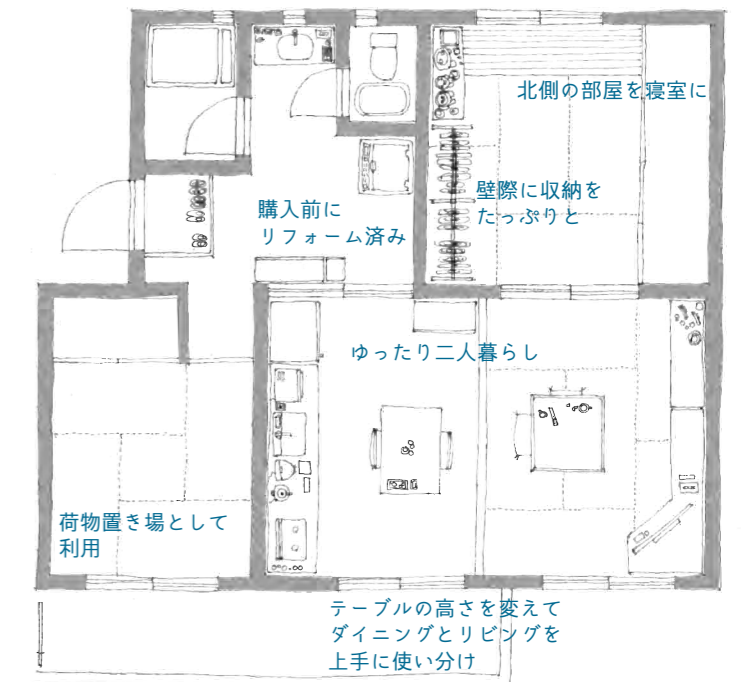 北側の部屋を寝室に
壁際に収納を
たっぷりと
購入前に
リフォーム済み
ゆったり二人暮らし
荷物置き場として
利用
テーブルの高さを変えて
ダイニングとリビングを
上手に使い分け